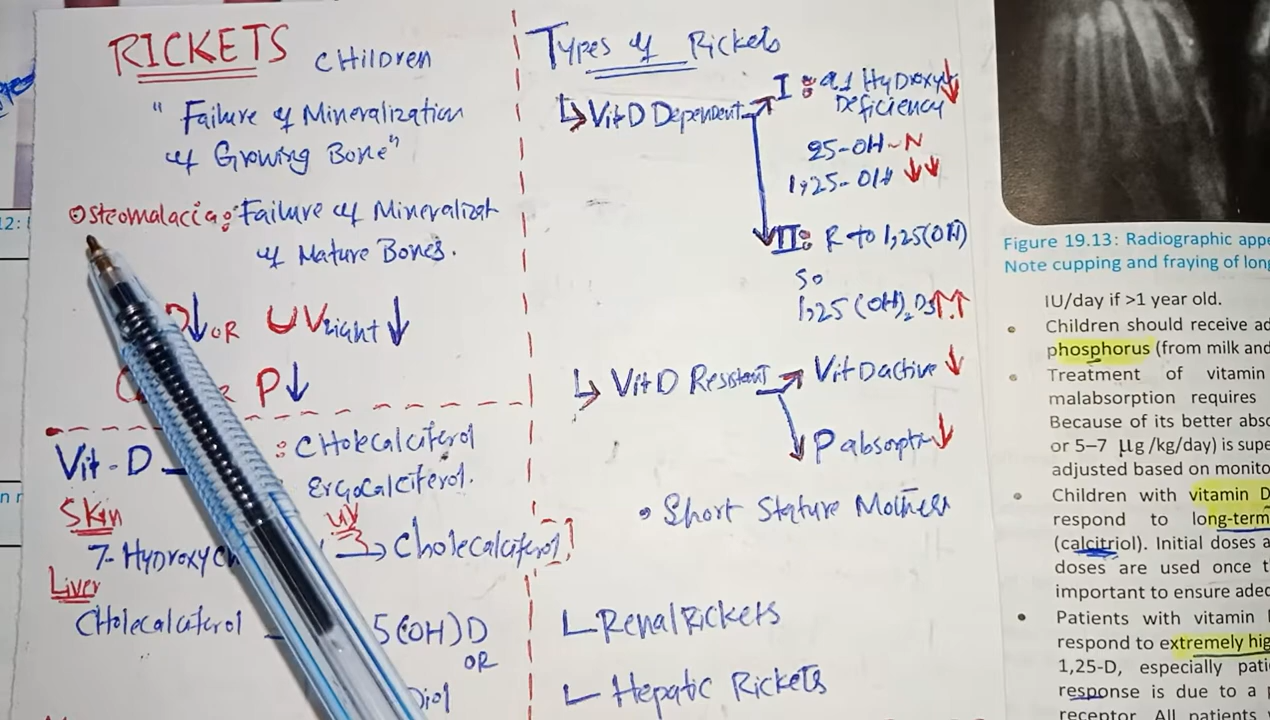 RICKETS CHildren
"Failure of Mineralization
of Growing Bone"
Osteomalacia: Failure of Mineralizat
of Mature Bones.
D↓ OR UV Light ↓
P↓
Vit-D : CHolecalciferol
Ergocalciferol.
Skin
UV
7-Hydroxych → Cholecalciferol
Liver
CHolecalciferol 5(OH)D
OR
Diol
Types of Rickets
↳ Vit D Dependent → I : α1 HyDroxy↓
Deficiency
25-OH-N
1,25-OH ↓↓
II: R to 1,25(OH)
So
1,25(OH)2D3↑↑
↳ Vit D Resistant → Vit D active ↓
P absorptn↓
• Short Stature Mothers
Renal Rickets
Hepatic Rickets
12:
Figure 19.13: Radiographic appe
Note cupping and fraying of long
IU/day if >1 year old.
• Children should receive ad
phosphorus (from milk and
• Treatment of vitamin
malabsorption requires
Because of its better abso
or 5–7 μg/kg/day) is supe
adjusted based on monito
• Children with vitamin D
respond to long-term
(calcitriol). Initial doses a
doses are used once t
important to ensure adeq
• Patients with vitamin
respond to extremely hig
1,25-D, especially pati
response is due to a p
receptor. All patients